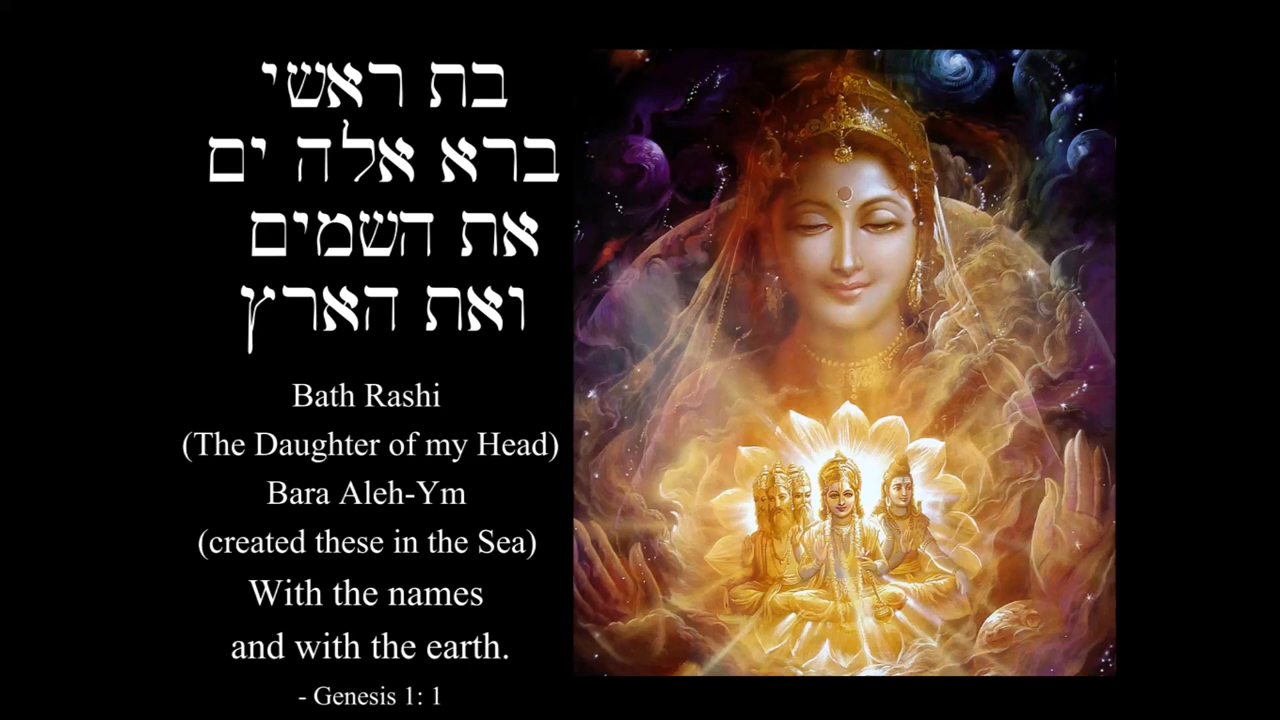 בת ראשי
ברא אלה ים
את השמים
ואת הארץ
Bath Rashi
(The Daughter of my Head)
Bara Aleh-Ym
(created these in the Sea)
With the names
and with the earth.
- Genesis 1: 1